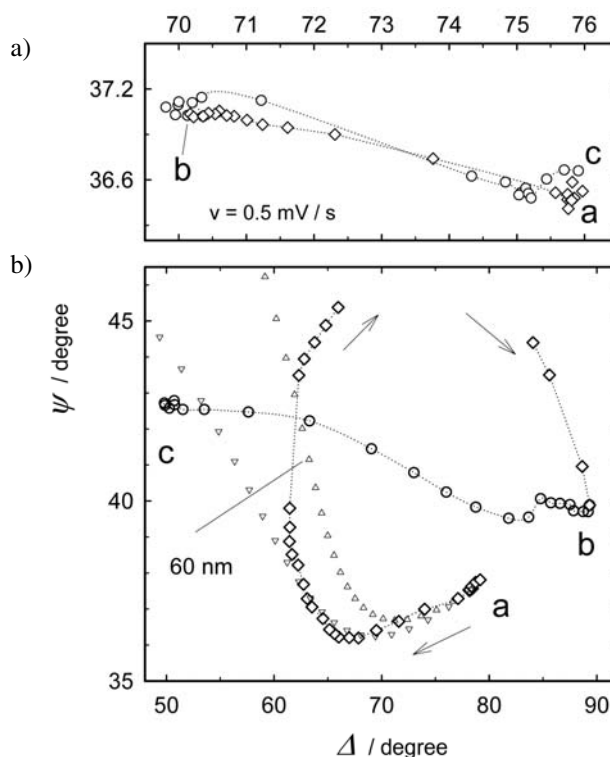 a)
70 71 72 73 74 75 76
37.2
36.6
b
c
a
v = 0.5 mV / s
b)
45
40
35
ψ / degree
c
60 nm
b
a
50 60 70 80 90
Δ / degree